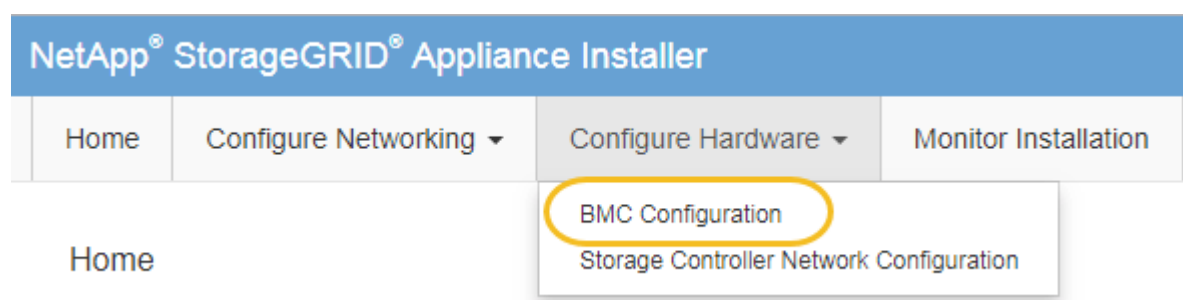 NetApp® StorageGRID® Appliance Installer
Home Configure Networking Configure Hardware Monitor Installation
BMC Configuration
Home
Storage Controller Network Configuration